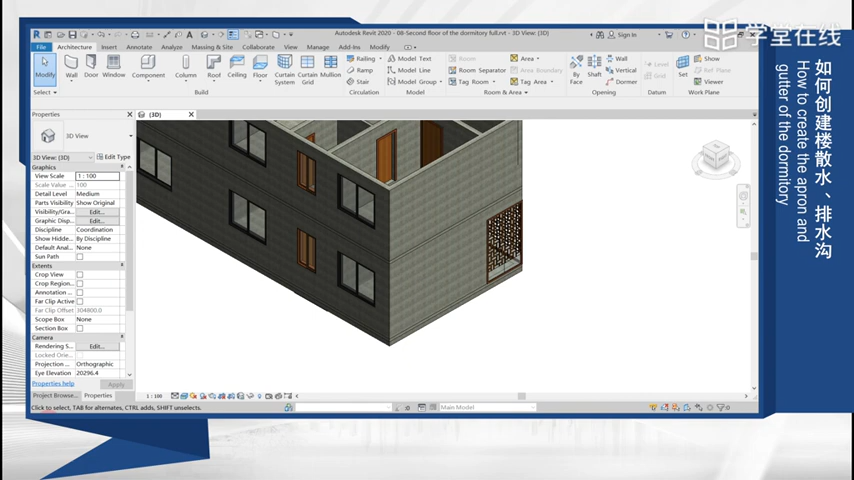 学堂在线
Autodesk Revit 2020 - 08-Second floor of the dormitory full.rvt - 3D View: {3D}
Sign In
File Architecture Insert Annotate Analyze Massing & Site Collaborate View Manage Add-Ins Modify
Modify Wall Door Window Component Column Roof Ceiling Floor Curtain System Curtain Grid Mullion
Railing Ramp Stair
Model Text Model Line Model Group
Room Room Separator Tag Room
Area Area Boundary Tag Area
By Face Shaft Wall Vertical Dormer
Level Grid
Set Show Ref Plane Viewer
Select Build Circulation Model Room & Area Opening Datum Work Plane
Properties
{3D}
3D View
3D View: {3D} Edit Type
Graphics
View Scale 1 : 100
Scale Value 100
Detail Level Medium
Parts Visibility Show Original
Visibility/Gra... Edit...
Graphic Disp... Edit...
Discipline Coordination
Show Hidde... By Discipline
Default Anal... None
Sun Path
Extents
Crop View
Crop Region...
Annotation ...
Far Clip Active
Far Clip Offset 304800.0
Scope Box None
Section Box
Camera
Rendering S... Edit...
Locked Orie...
Projection ... Orthographic
Eye Elevation 20296.4
Properties help Apply
Project Browse... Properties
1 : 100
Click to select, TAB for alternates, CTRL adds, SHIFT unselects.
Main Model
如何创建楼散水、排水沟
How to create the apron and
gutter of the dormitory